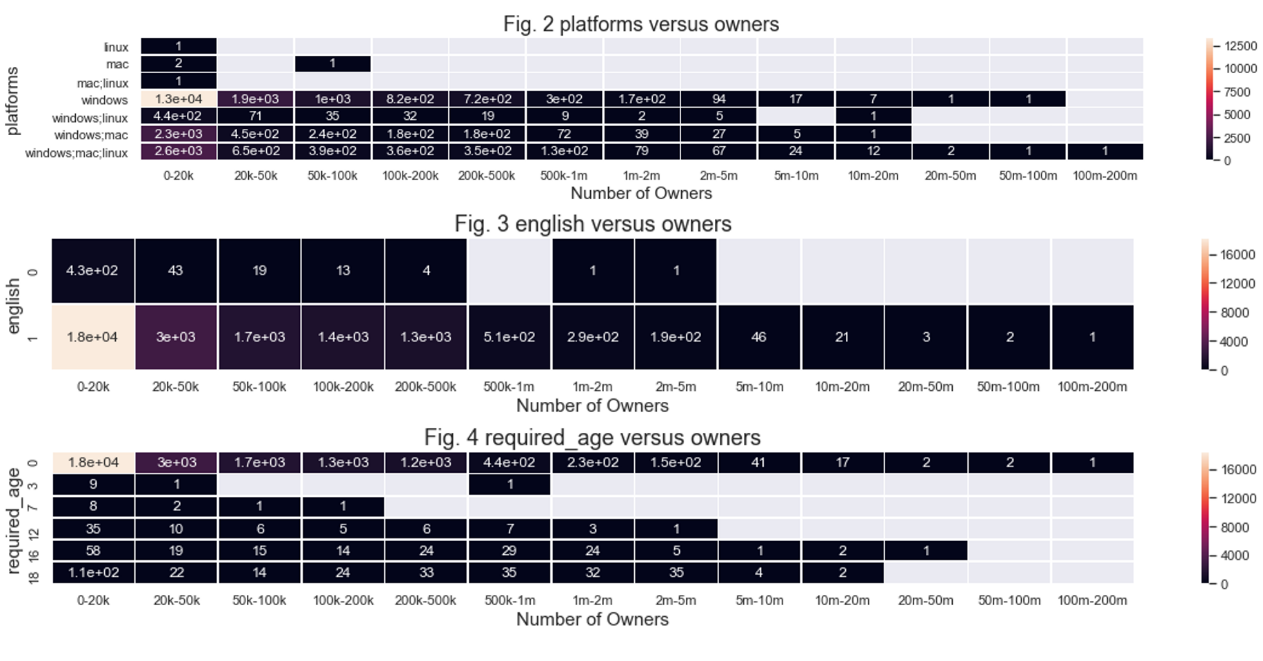 Fig. 2 platforms versus owners
platforms
linux 1
mac 2 1
mac;linux 1
windows 1.3e+04 1.9e+03 1e+03 8.2e+02 7.2e+02 3e+02 1.7e+02 94 17 7 1 1
windows;linux 4.4e+02 71 35 32 19 9 2 5 1
windows;mac 2.3e+03 4.5e+02 2.4e+02 1.8e+02 1.8e+02 72 39 27 5 1
windows;mac;linux 2.6e+03 6.5e+02 3.9e+02 3.6e+02 3.5e+02 1.3e+02 79 67 24 12 2 1 1
0-20k 20k-50k 50k-100k 100k-200k 200k-500k 500k-1m 1m-2m 2m-5m 5m-10m 10m-20m 20m-50m 50m-100m 100m-200m
Number of Owners
12500
10000
7500
5000
2500
0
Fig. 3 english versus owners
english
0 4.3e+02 43 19 13 4 1 1
1 1.8e+04 3e+03 1.7e+03 1.4e+03 1.3e+03 5.1e+02 2.9e+02 1.9e+02 46 21 3 2 1
0-20k 20k-50k 50k-100k 100k-200k 200k-500k 500k-1m 1m-2m 2m-5m 5m-10m 10m-20m 20m-50m 50m-100m 100m-200m
Number of Owners
16000
12000
8000
4000
0
Fig. 4 required_age versus owners
required_age
0 1.8e+04 3e+03 1.7e+03 1.3e+03 1.2e+03 4.4e+02 2.3e+02 1.5e+02 41 17 2 2 1
3 9 1 1
7 8 2 1 1
12 35 10 6 5 6 7 3 1
16 58 19 15 14 24 29 24 5 1 2 1
18 1.1e+02 22 14 24 33 35 32 35 4 2
0-20k 20k-50k 50k-100k 100k-200k 200k-500k 500k-1m 1m-2m 2m-5m 5m-10m 10m-20m 20m-50m 50m-100m 100m-200m
Number of Owners
16000
12000
8000
4000
0